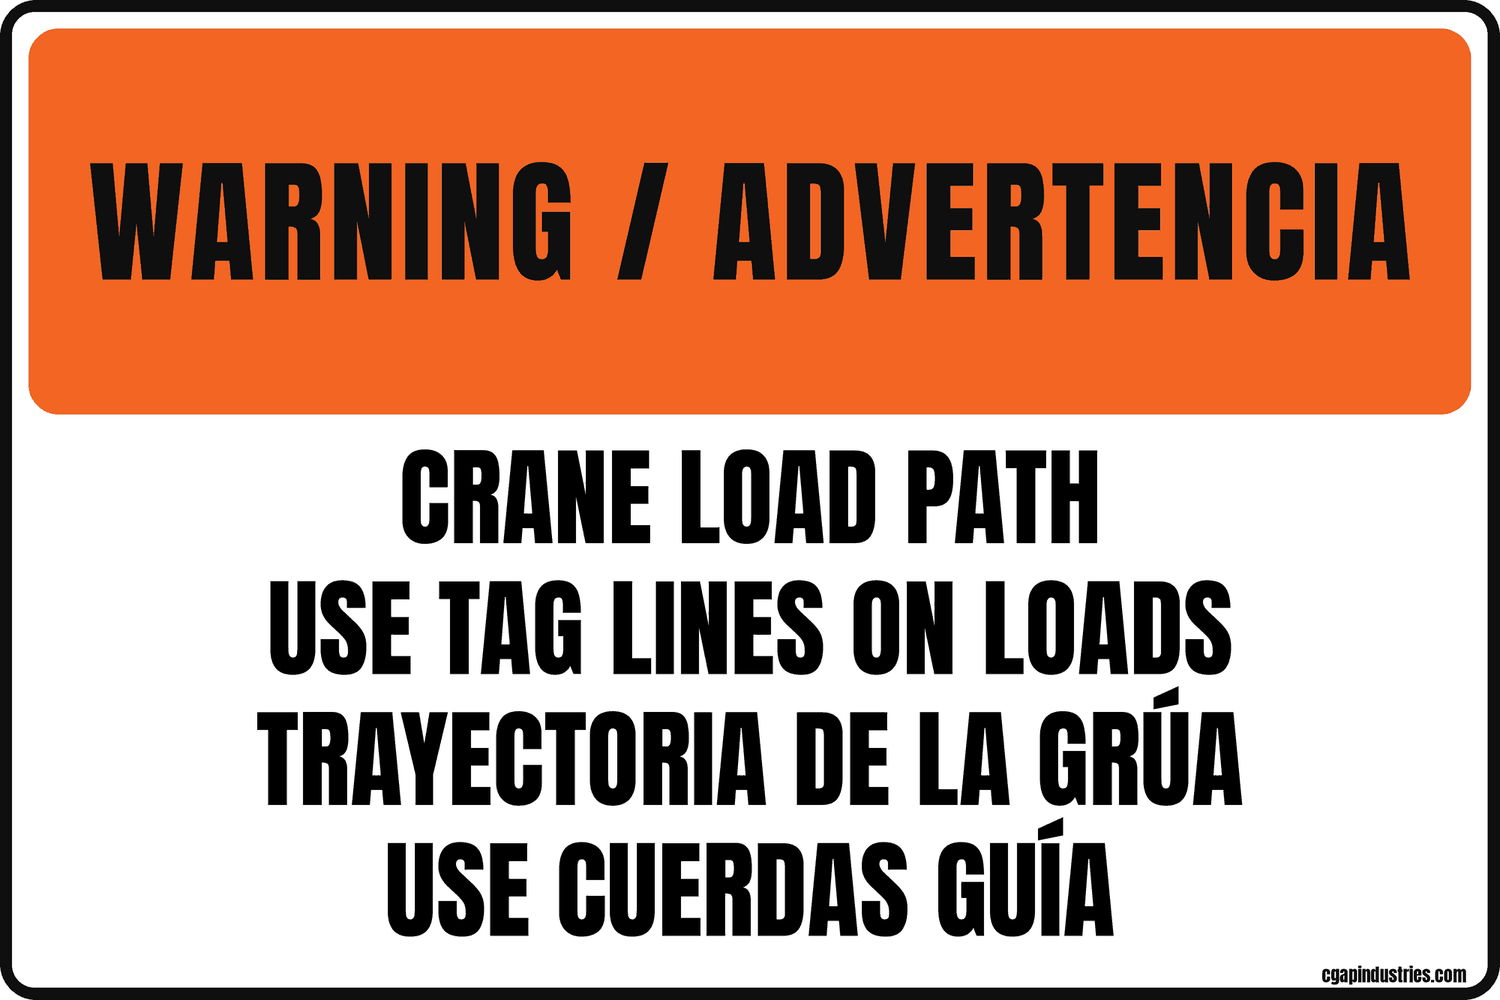 WARNING / ADVERTENCIA
CRANE LOAD PATH
USE TAG LINES ON LOADS
TRAYECTORIA DE LA GRÚA
USE CUERDAS GUÍA
cgapindustries.com